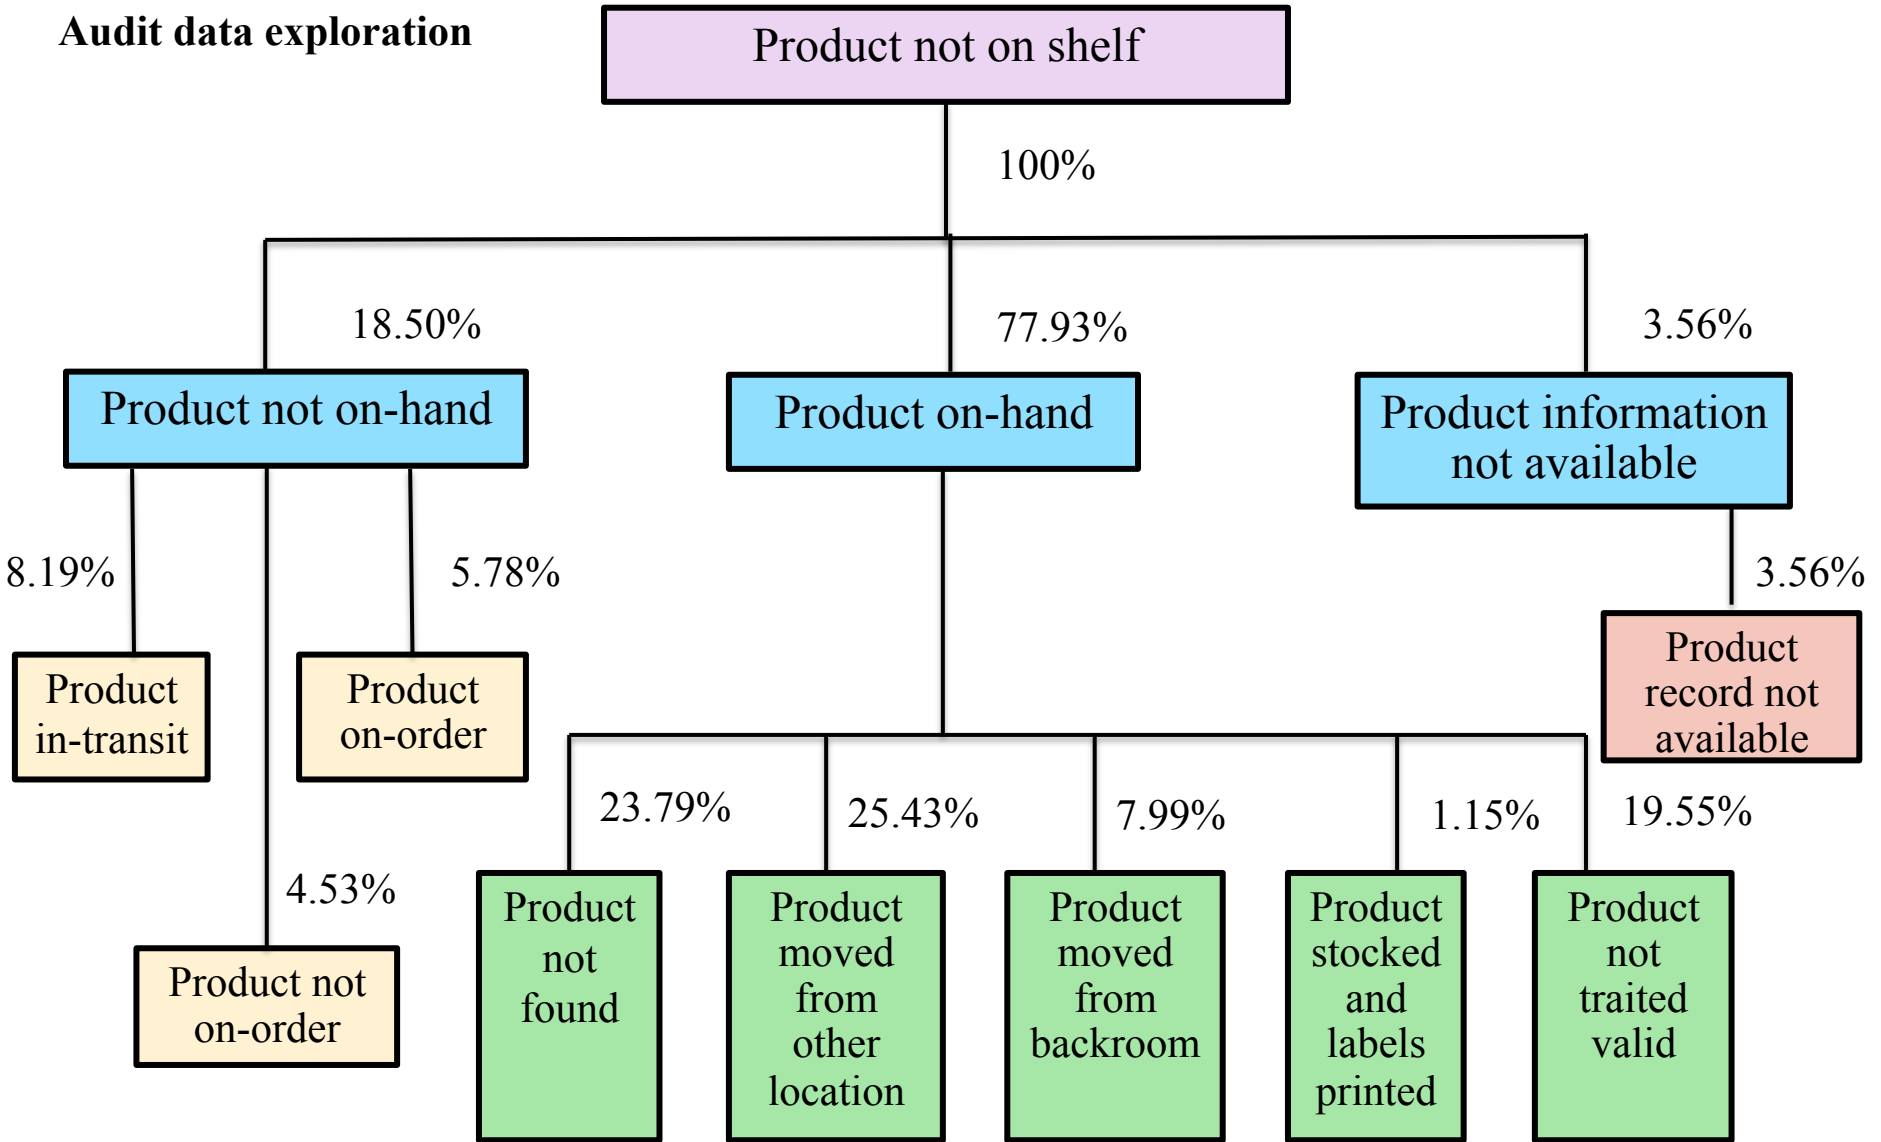 Audit data exploration
Product not on shelf
100%
18.50%
77.93%
3.56%
Product not on-hand
Product on-hand
Product information
not available
8.19%
5.78%
3.56%
Product
in-transit
Product
on-order
Product
record not
available
4.53%
Product not
on-order
23.79%
25.43%
7.99%
1.15%
19.55%
Product
not
found
Product
moved
from
other
location
Product
moved
from
backroom
Product
stocked
and
labels
printed
Product
not
traited
valid